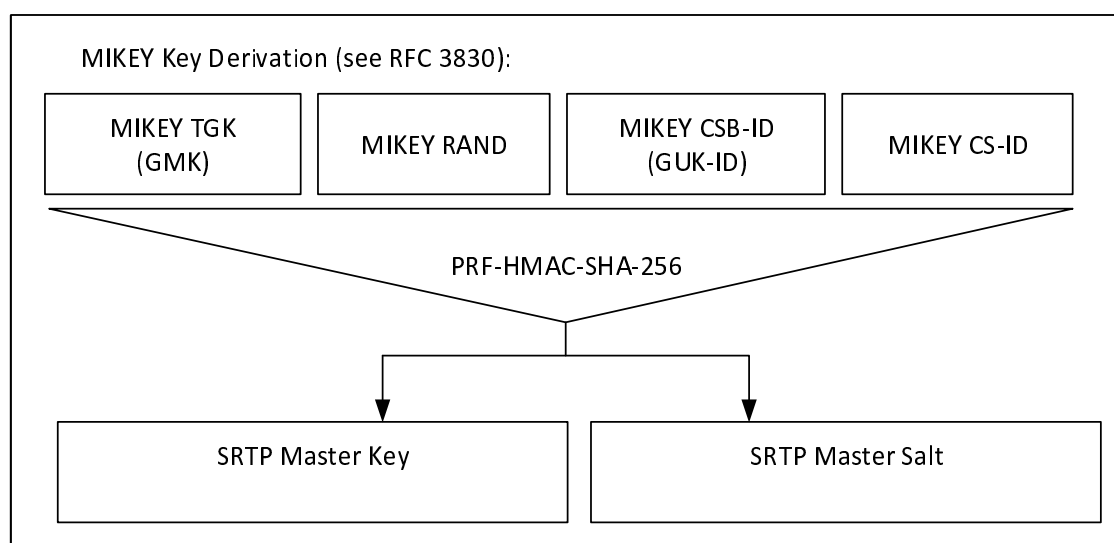 MIKEY Key Derivation (see RFC 3830):
MIKEY TGK
(GMK)
MIKEY RAND
MIKEY CSB-ID
(GUK-ID)
MIKEY CS-ID
PRF-HMAC-SHA-256
SRTP Master Key
SRTP Master Salt